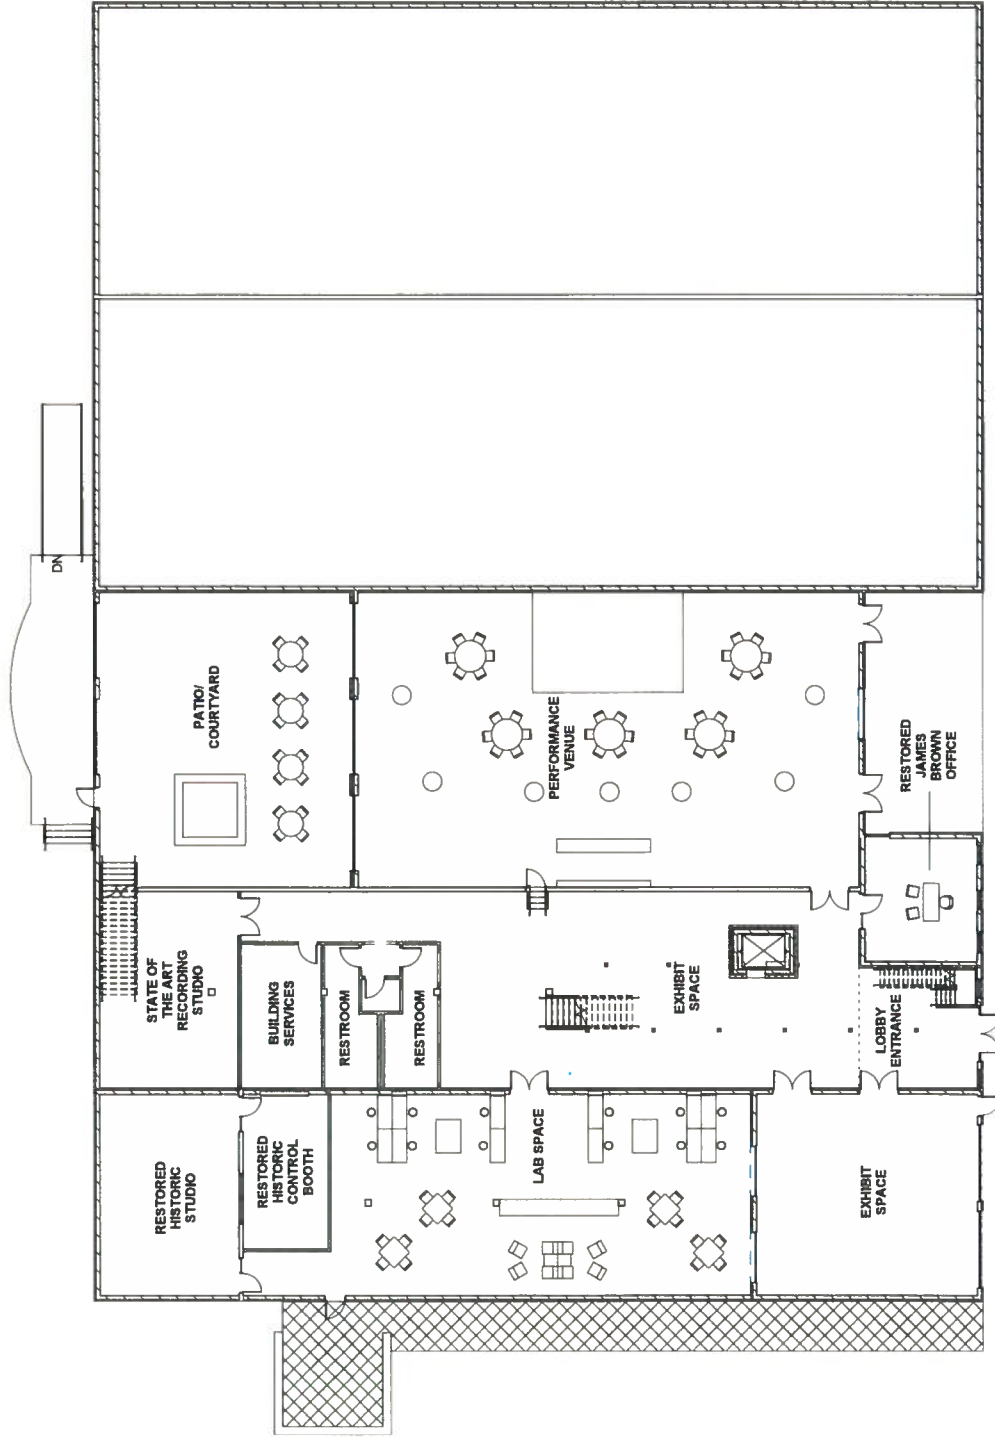 RESTORED
HISTORIC
STUDIO
RESTORED
HISTORIC
CONTROL
BOOTH
LAB SPACE
EXHIBIT
SPACE
STATE OF
THE ART
RECORDING
STUDIO
BUILDING
SERVICES
RESTROOM
RESTROOM
EXHIBIT
SPACE
LOBBY
ENTRANCE
PATIO/
COURTYARD
PERFORMANCE
VENUE
RESTORED
JAMES
BROWN
OFFICE
DN